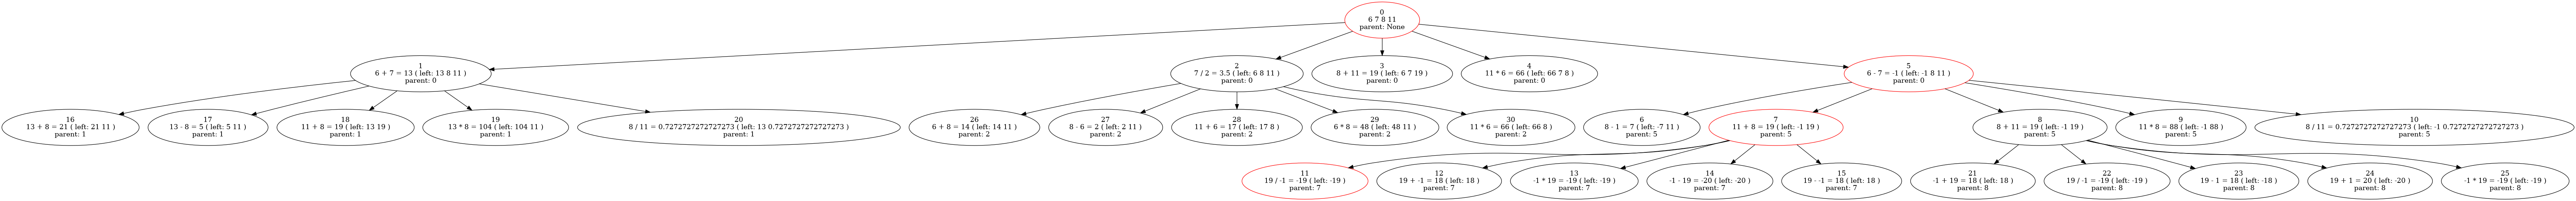 0
6 7 8 11
parent: None
1
6 + 7 = 13 ( left: 13 8 11 )
parent: 0
2
7 / 2 = 3.5 ( left: 6 8 11 )
parent: 0
3
8 + 11 = 19 ( left: 6 7 19 )
parent: 0
4
11 * 6 = 66 ( left: 66 7 8 )
parent: 0
5
6 - 7 = -1 ( left: -1 8 11 )
parent: 0
16
13 + 8 = 21 ( left: 21 11 )
parent: 1
17
13 - 8 = 5 ( left: 5 11 )
parent: 1
18
11 + 8 = 19 ( left: 13 19 )
parent: 1
19
13 * 8 = 104 ( left: 104 11 )
parent: 1
20
8 / 11 = 0.7272727272727273 ( left: 13 0.7272727272727273 )
parent: 1
26
6 + 8 = 14 ( left: 14 11 )
parent: 2
27
8 - 6 = 2 ( left: 2 11 )
parent: 2
28
11 + 6 = 17 ( left: 17 8 )
parent: 2
29
6 * 8 = 48 ( left: 48 11 )
parent: 2
30
11 * 6 = 66 ( left: 66 8 )
parent: 2
6
8 - 1 = 7 ( left: -7 11 )
parent: 5
7
11 + 8 = 19 ( left: -1 19 )
parent: 5
8
8 + 11 = 19 ( left: -1 19 )
parent: 5
9
11 * 8 = 88 ( left: -1 88 )
parent: 5
10
8 / 11 = 0.7272727272727273 ( left: -1 0.7272727272727273 )
parent: 5
11
19 / -1 = -19 ( left: -19 )
parent: 7
12
19 + -1 = 18 ( left: 18 )
parent: 7
13
-1 * 19 = -19 ( left: -19 )
parent: 7
14
-1 - 19 = -20 ( left: -20 )
parent: 7
15
19 - -1 = 18 ( left: 18 )
parent: 7
21
-1 + 19 = 18 ( left: 18 )
parent: 8
22
19 / -1 = -19 ( left: -19 )
parent: 8
23
19 - 1 = 18 ( left: -18 )
parent: 8
24
19 + 1 = 20 ( left: -20 )
parent: 8
25
-1 * 19 = -19 ( left: -19 )
parent: 8